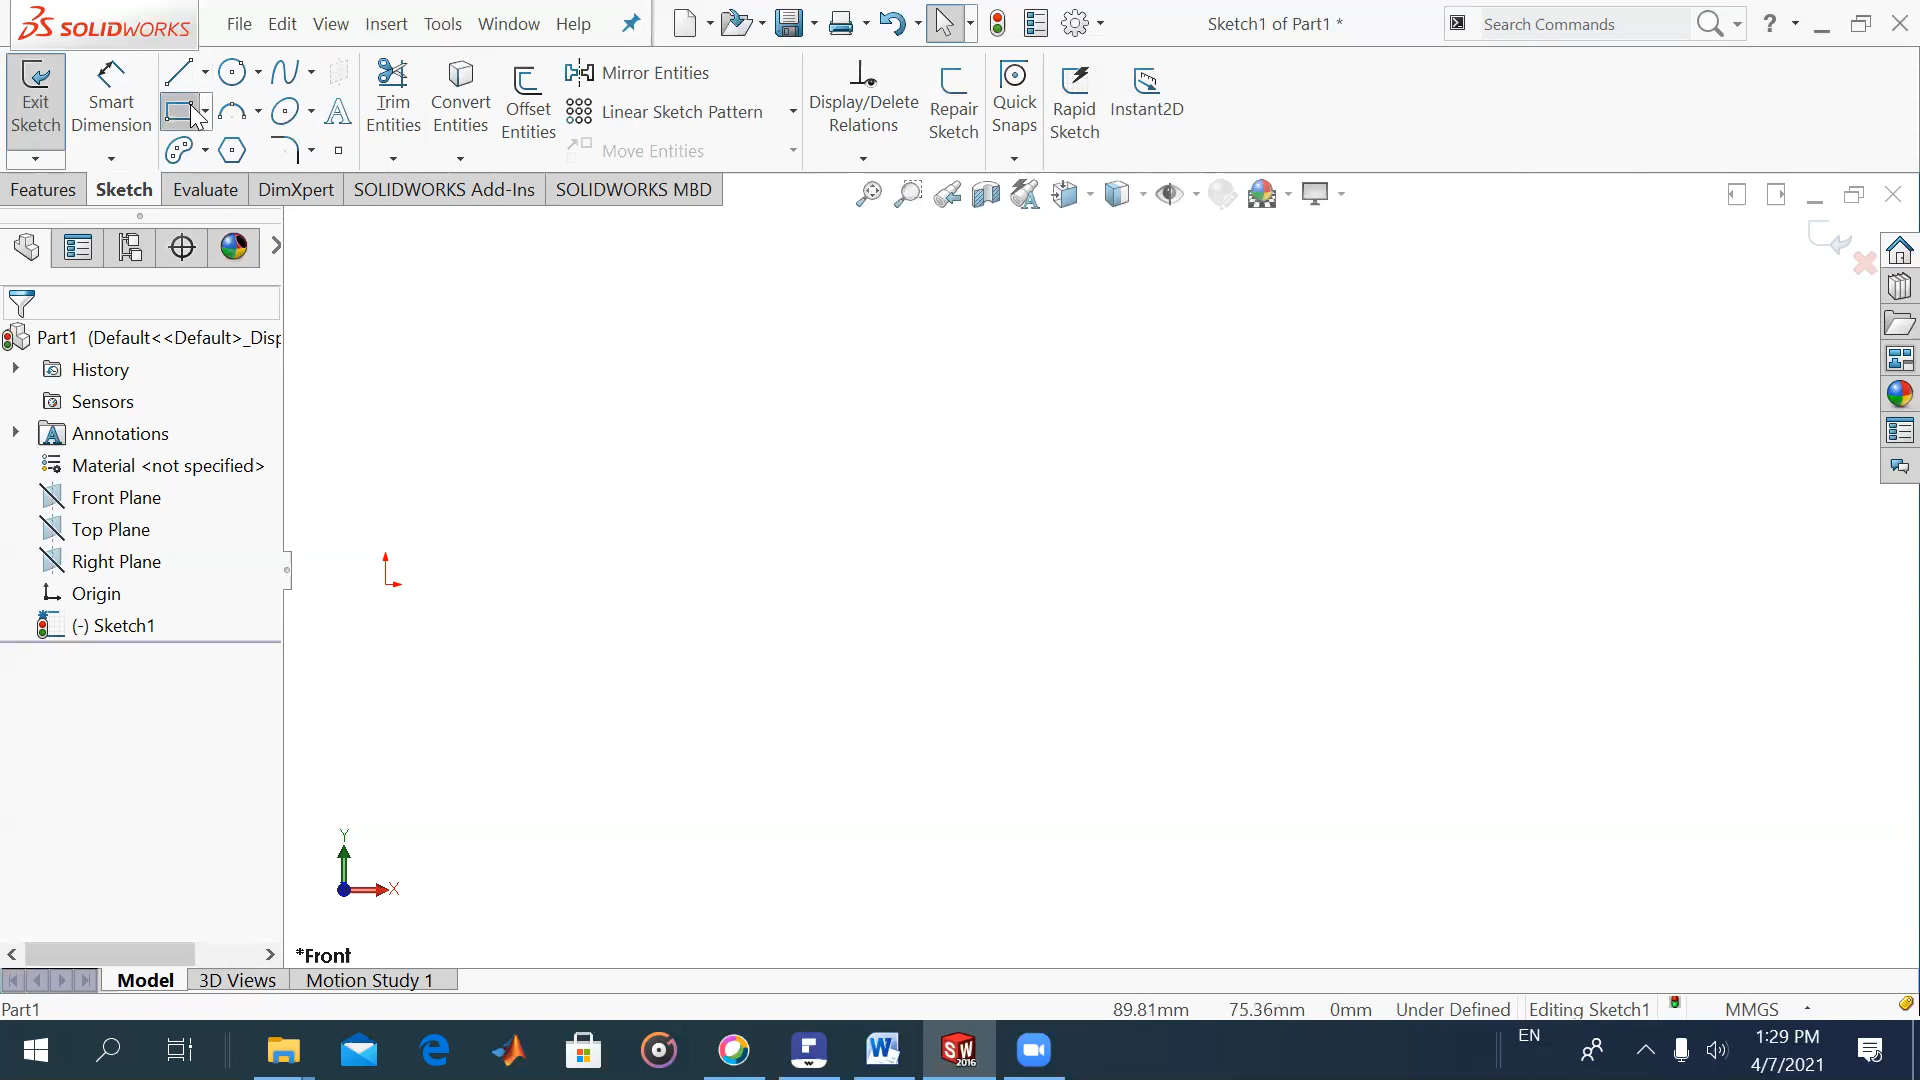 SOLIDWORKS File Edit View Insert Tools Window Help Sketch1 of Part1 * Search Commands ?
Exit Sketch
Smart Dimension
Trim Entities
Convert Entities
Offset Entities
Mirror Entities
Linear Sketch Pattern
Move Entities
Display/Delete Relations
Repair Sketch
Quick Snaps
Rapid Sketch
Instant2D
Features Sketch Evaluate DimXpert SOLIDWORKS Add-Ins SOLIDWORKS MBD
Part1 (Default<<Default>_Disp
History
Sensors
Annotations
Material <not specified>
Front Plane
Top Plane
Right Plane
Origin
(-) Sketch1
Y
X
*Front
Model 3D Views Motion Study 1
Part1 89.81mm 75.36mm 0mm Under Defined Editing Sketch1 MMGS
W SW 2016 EN 1:29 PM
4/7/2021